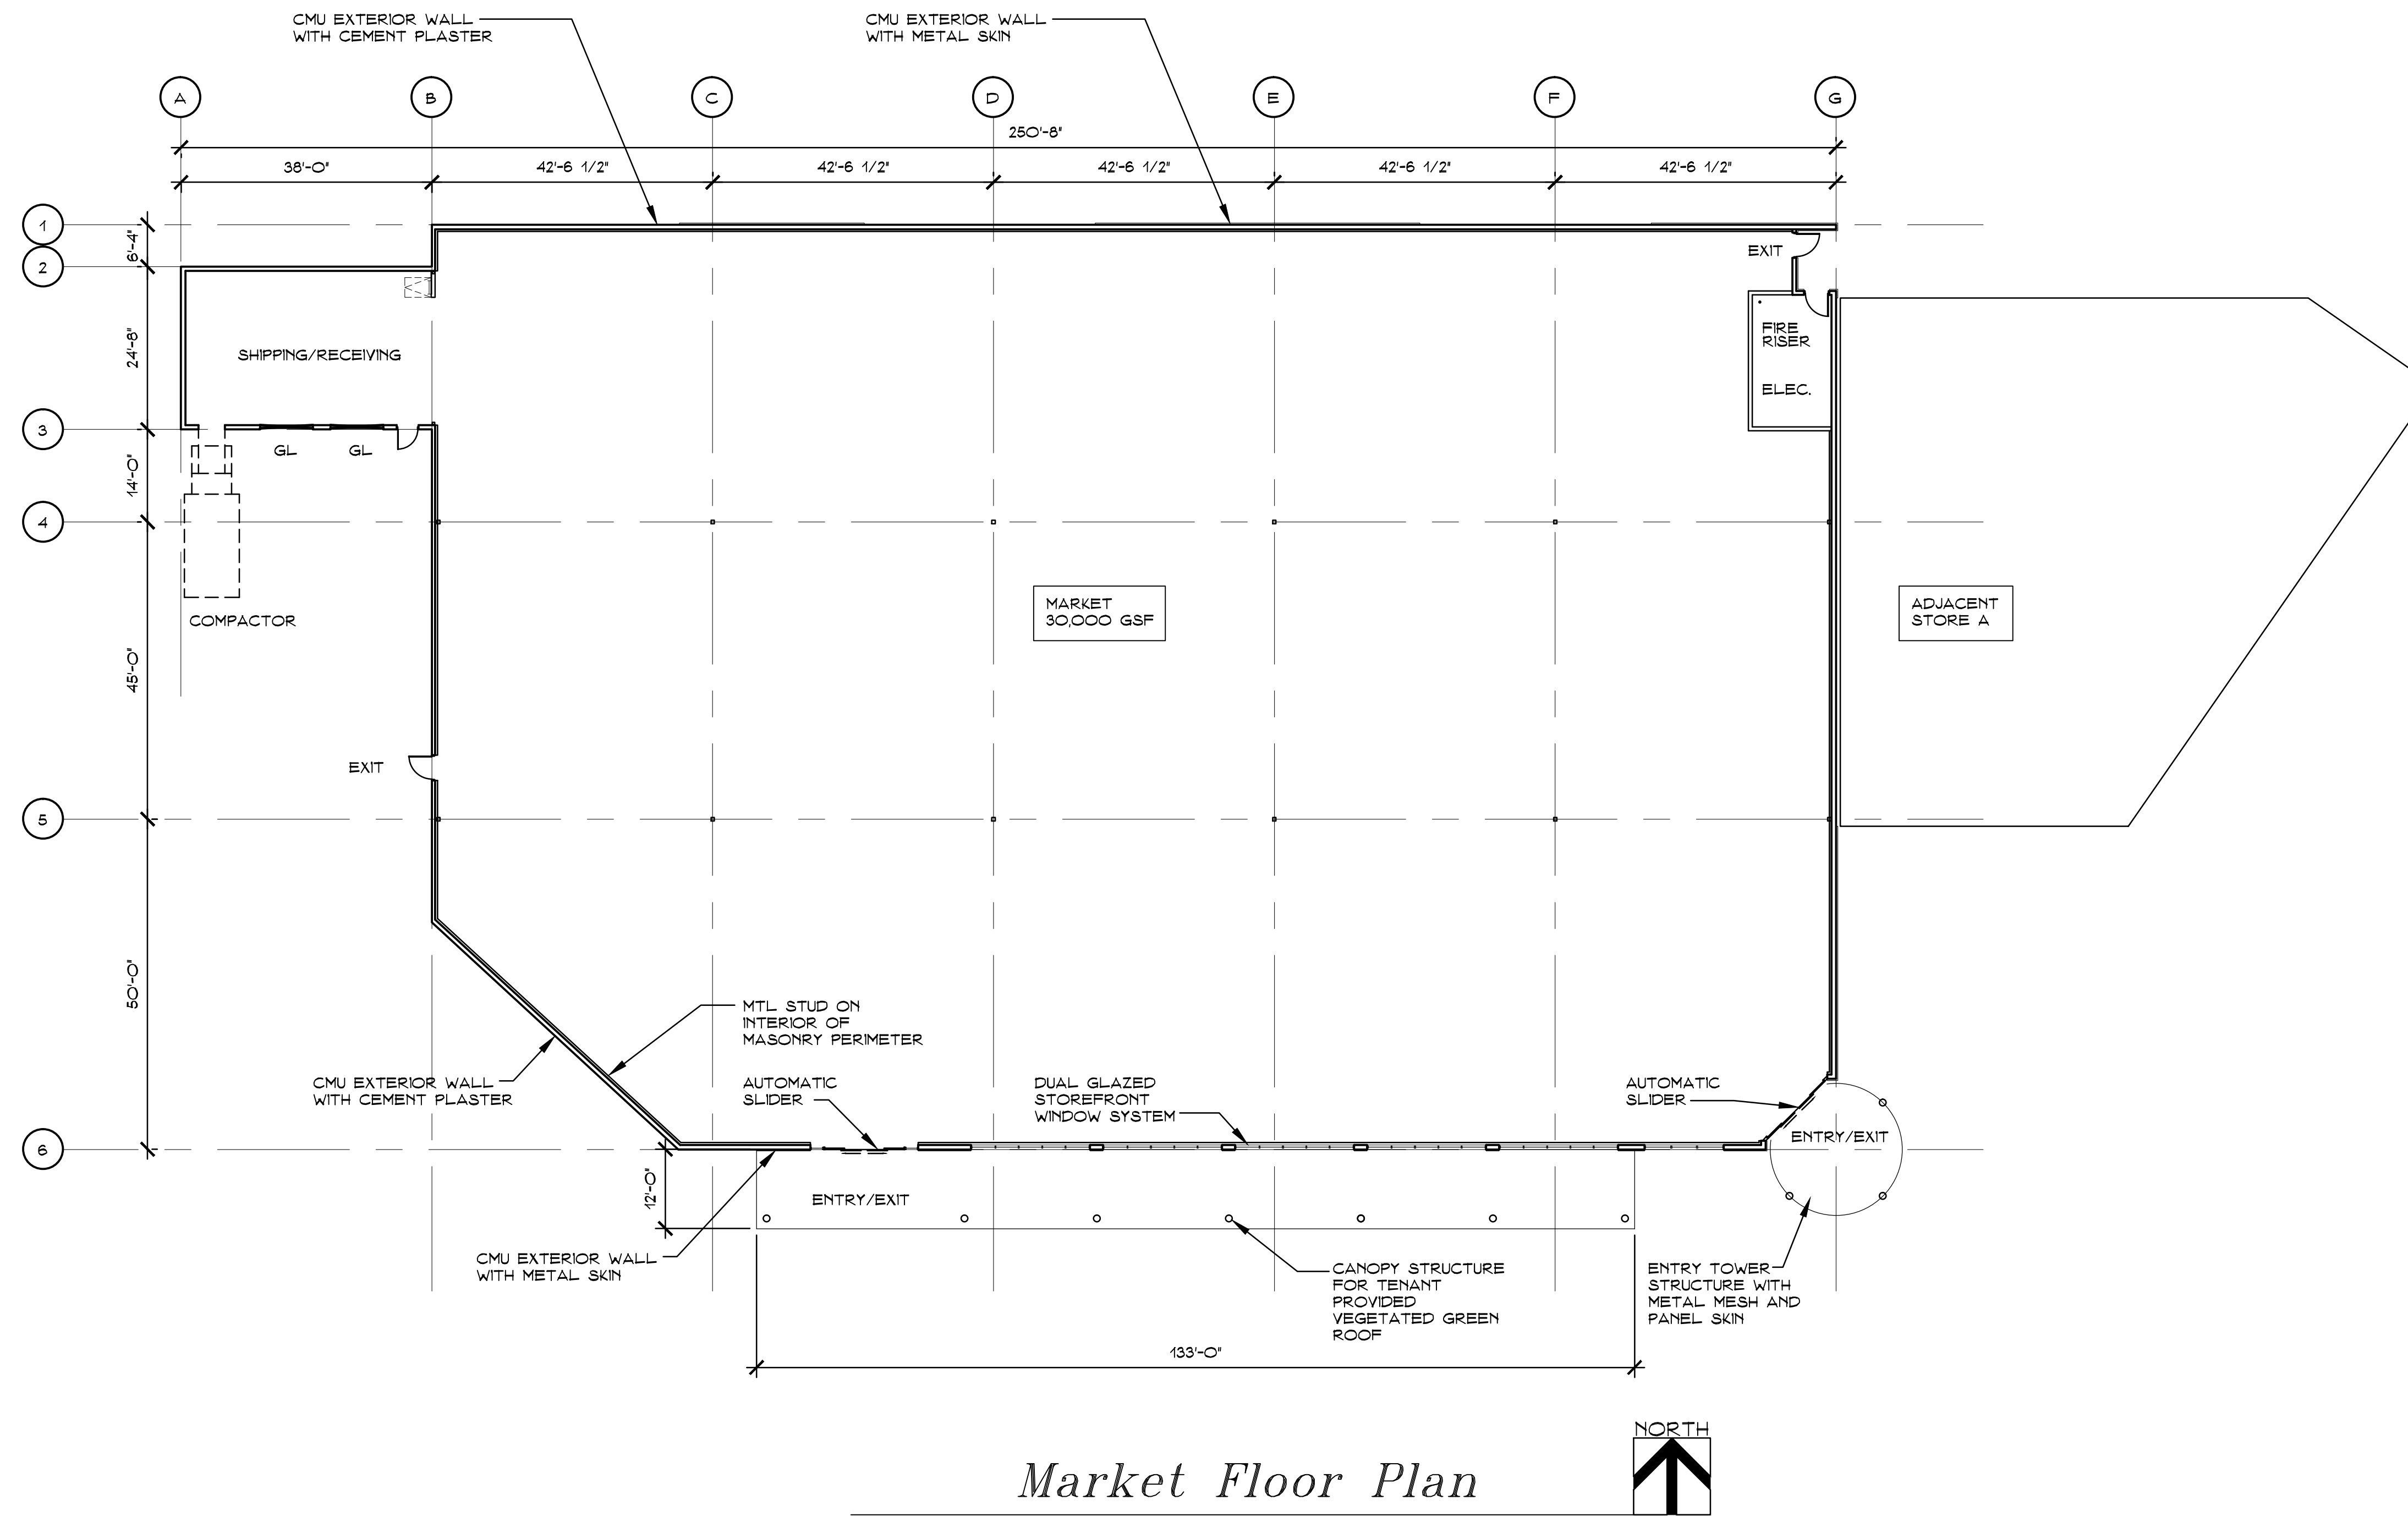 CMU EXTERIOR WALL
WITH CEMENT PLASTER
CMU EXTERIOR WALL
WITH METAL SKIN
A
B
C
D
E
F
G
250'-8"
38'-0"
42'-6 1/2"
42'-6 1/2"
42'-6 1/2"
42'-6 1/2"
42'-6 1/2"
1
2
3
4
5
6
6'-4"
24'-8"
14'-0"
45'-0"
50'-0"
EXIT
FIRE
RISER
ELEC.
SHIPPING/RECEIVING
GL
GL
COMPACTOR
MARKET
30,000 GSF
ADJACENT
STORE A
EXIT
MTL STUD ON
INTERIOR OF
MASONRY PERIMETER
CMU EXTERIOR WALL
WITH CEMENT PLASTER
AUTOMATIC
SLIDER
DUAL GLAZED
STOREFRONT
WINDOW SYSTEM
AUTOMATIC
SLIDER
ENTRY/EXIT
12'-0"
ENTRY/EXIT
CMU EXTERIOR WALL
WITH METAL SKIN
CANOPY STRUCTURE
FOR TENANT
PROVIDED
VEGETATED GREEN
ROOF
ENTRY TOWER
STRUCTURE WITH
METAL MESH AND
PANEL SKIN
133'-0"
NORTH
Market Floor Plan